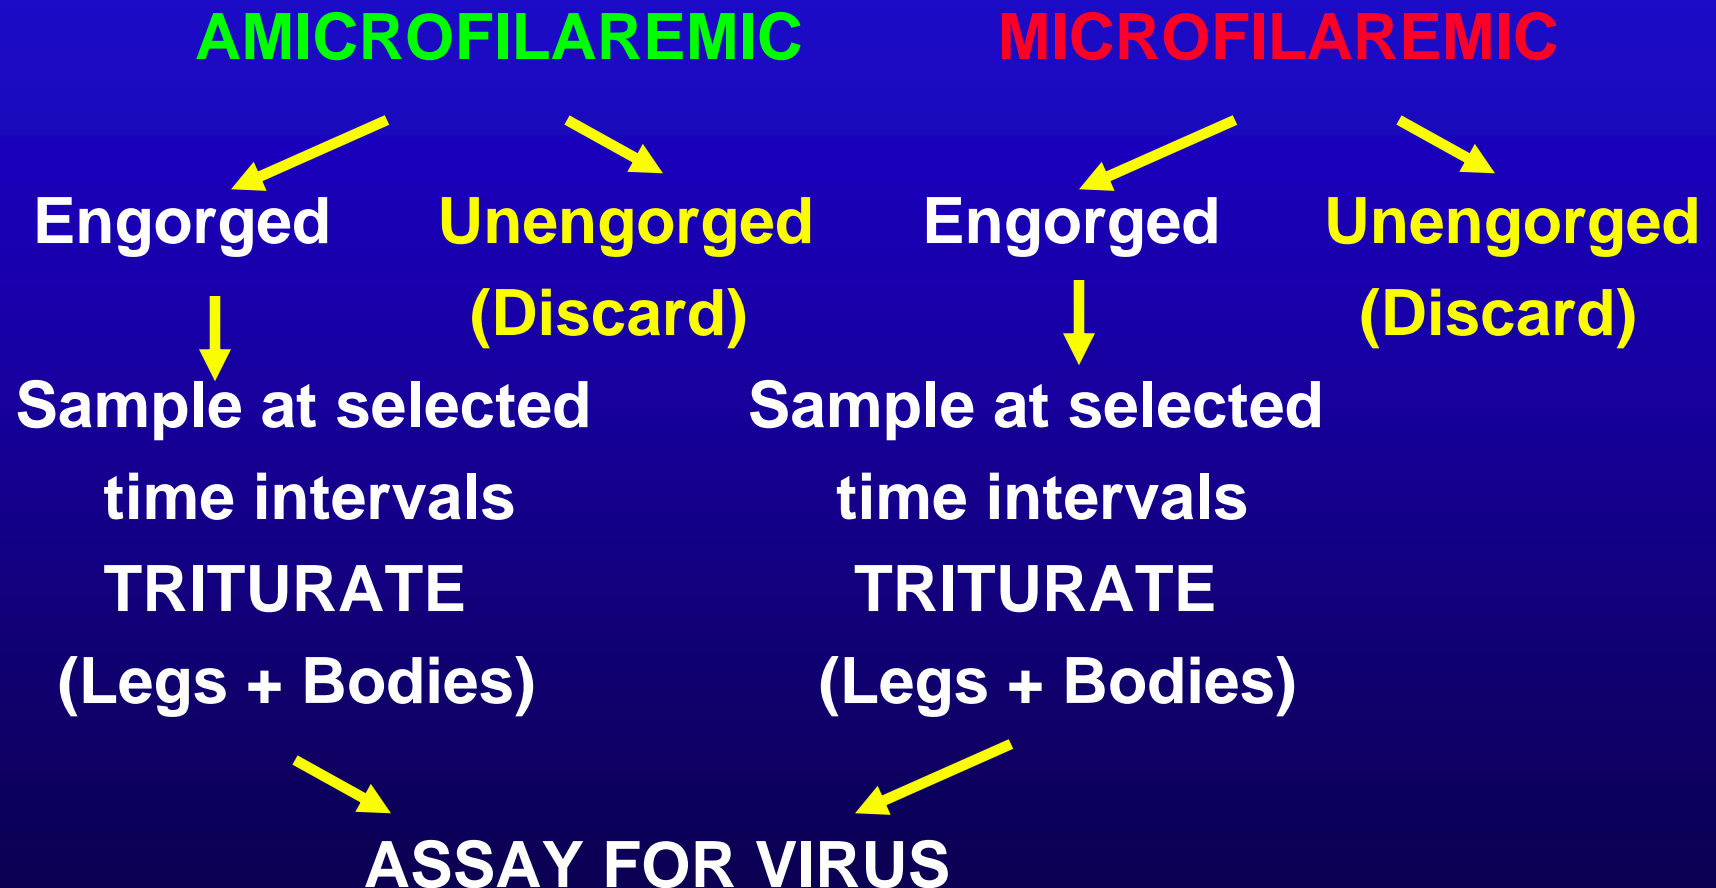 AMICROFILAREMIC MICROFILAREMIC
Engorged Unengorged Engorged Unengorged
(Discard) (Discard)
Sample at selected Sample at selected
time intervals time intervals
TRITURATE TRITURATE
(Legs + Bodies) (Legs + Bodies)
ASSAY FOR VIRUS